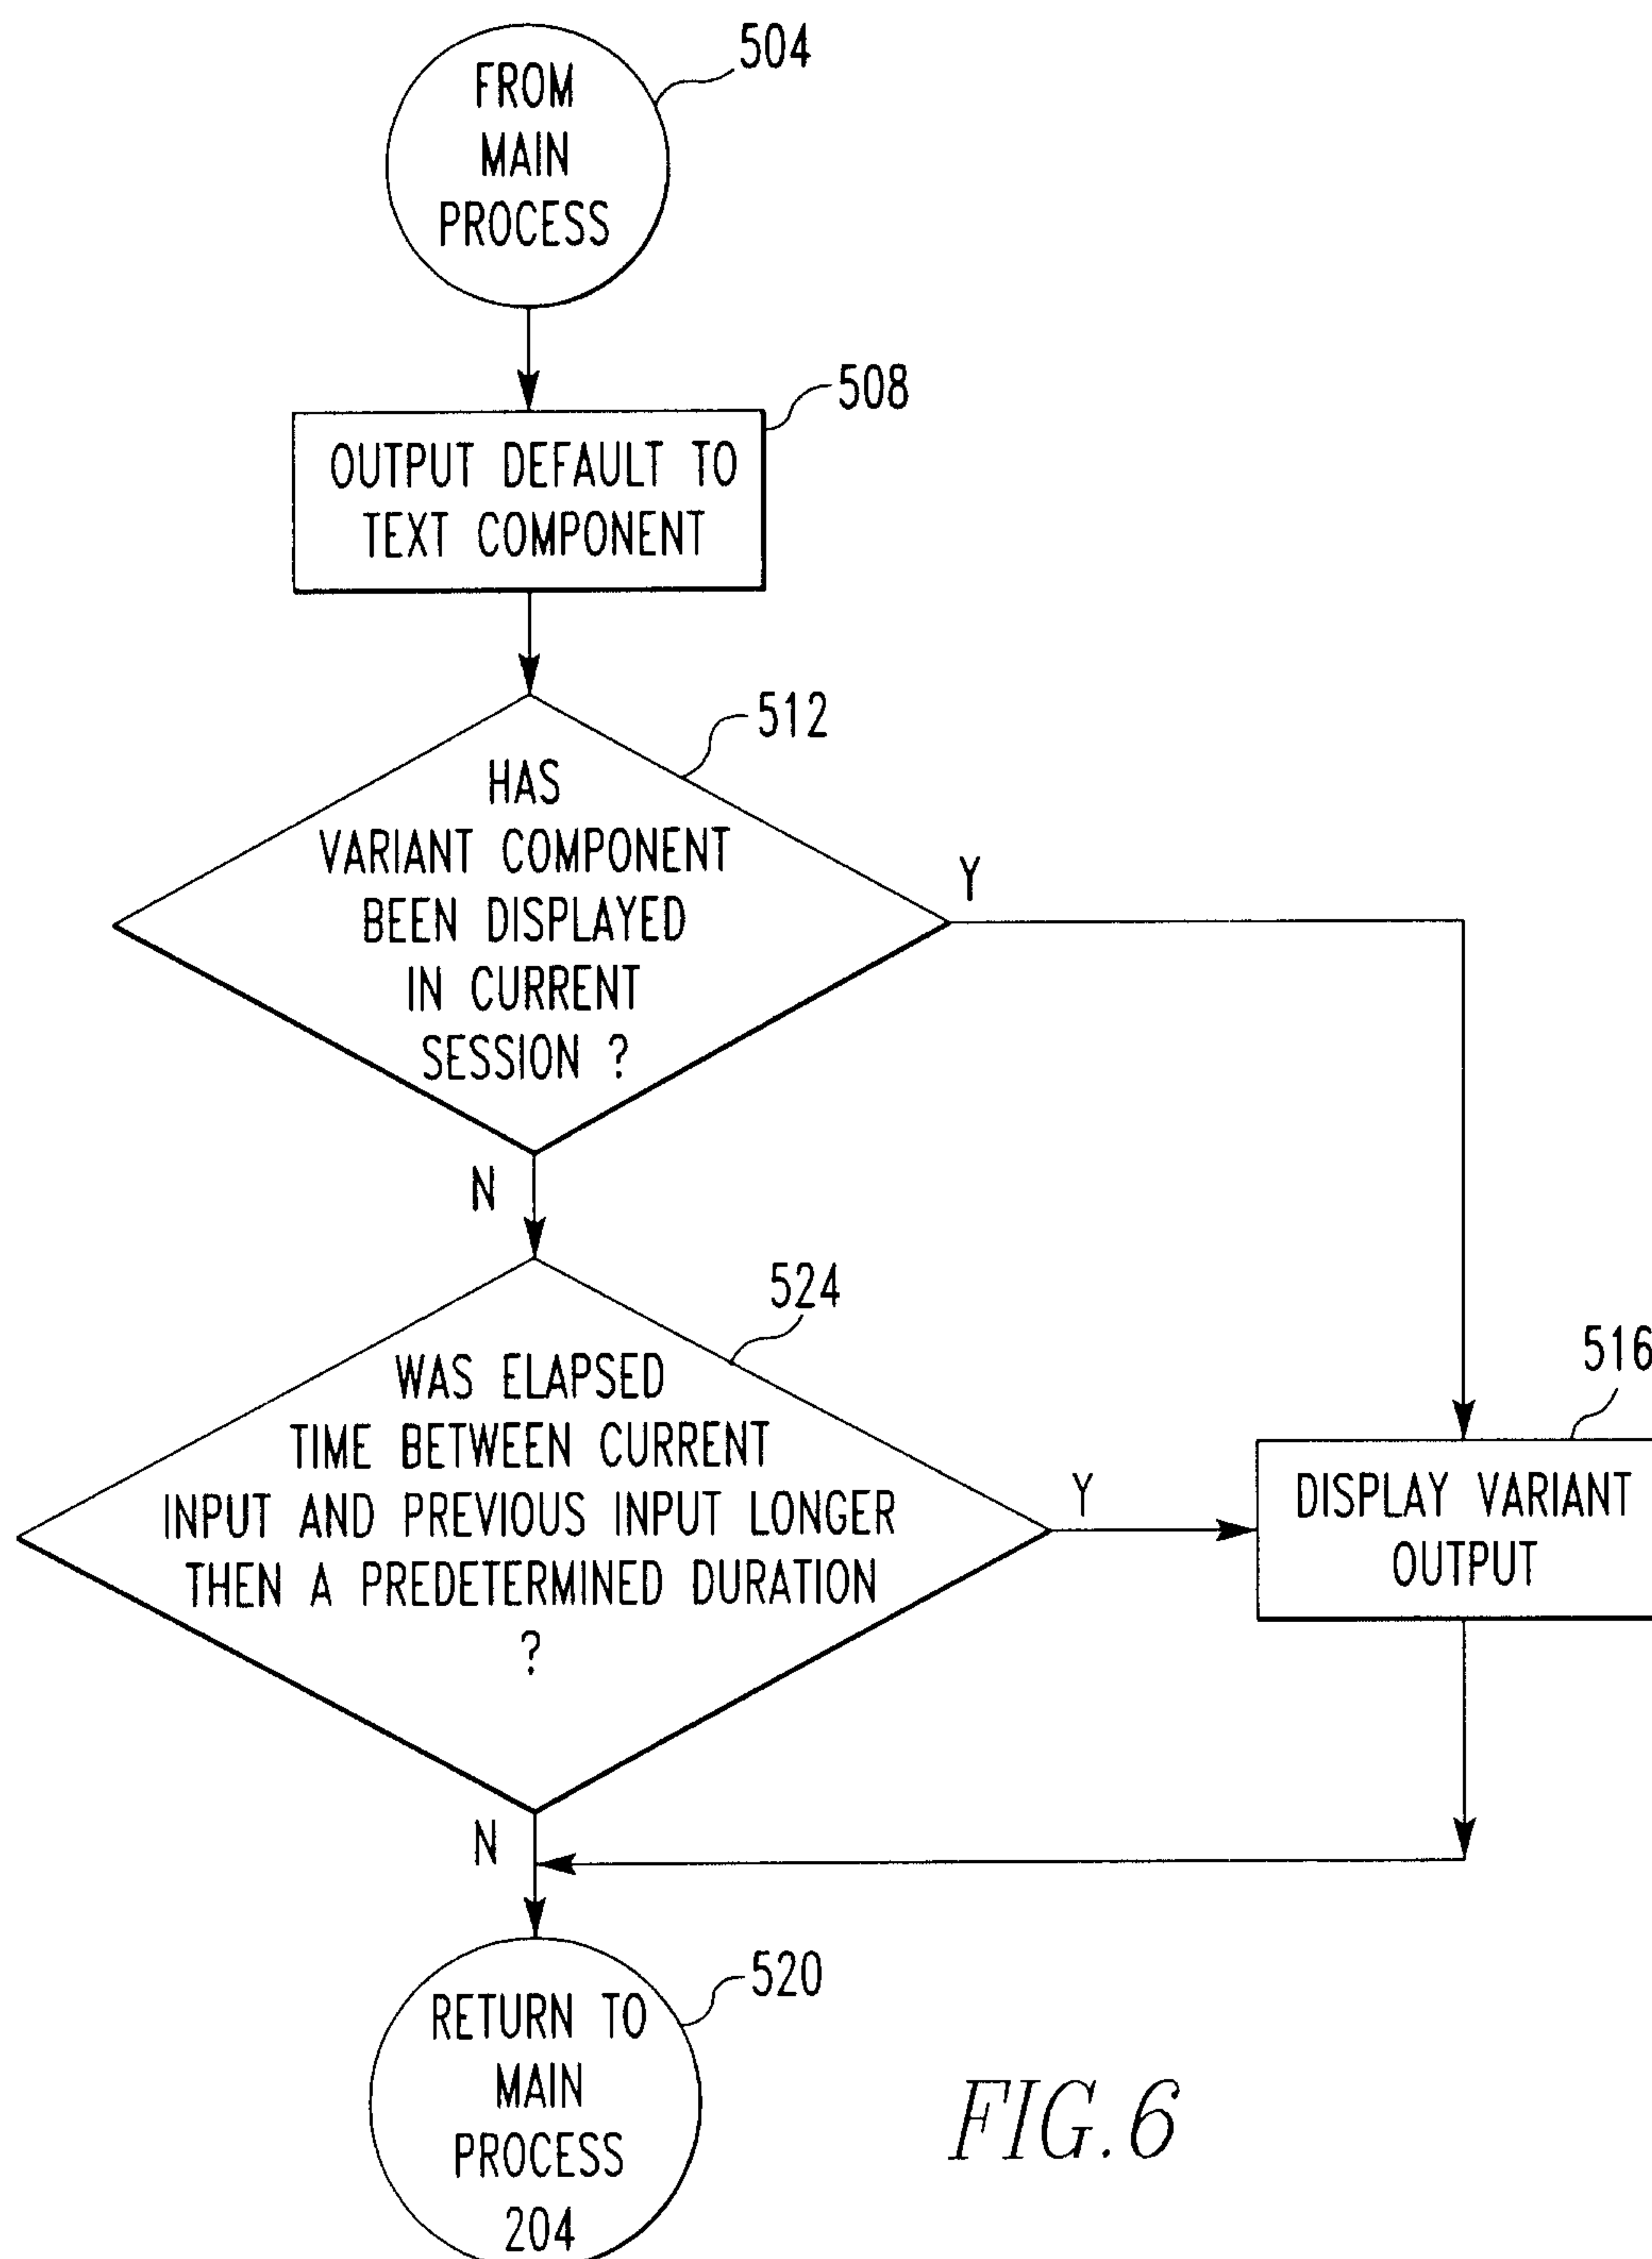 504
FROM
MAIN
PROCESS
508
OUTPUT DEFAULT TO
TEXT COMPONENT
512
HAS
VARIANT COMPONENT
BEEN DISPLAYED
IN CURRENT
SESSION ?
Y
N
524
WAS ELAPSED
TIME BETWEEN CURRENT
INPUT AND PREVIOUS INPUT LONGER
THEN A PREDETERMINED DURATION
?
Y
516
DISPLAY VARIANT
OUTPUT
N
520
RETURN TO
MAIN
PROCESS
204
FIG.6